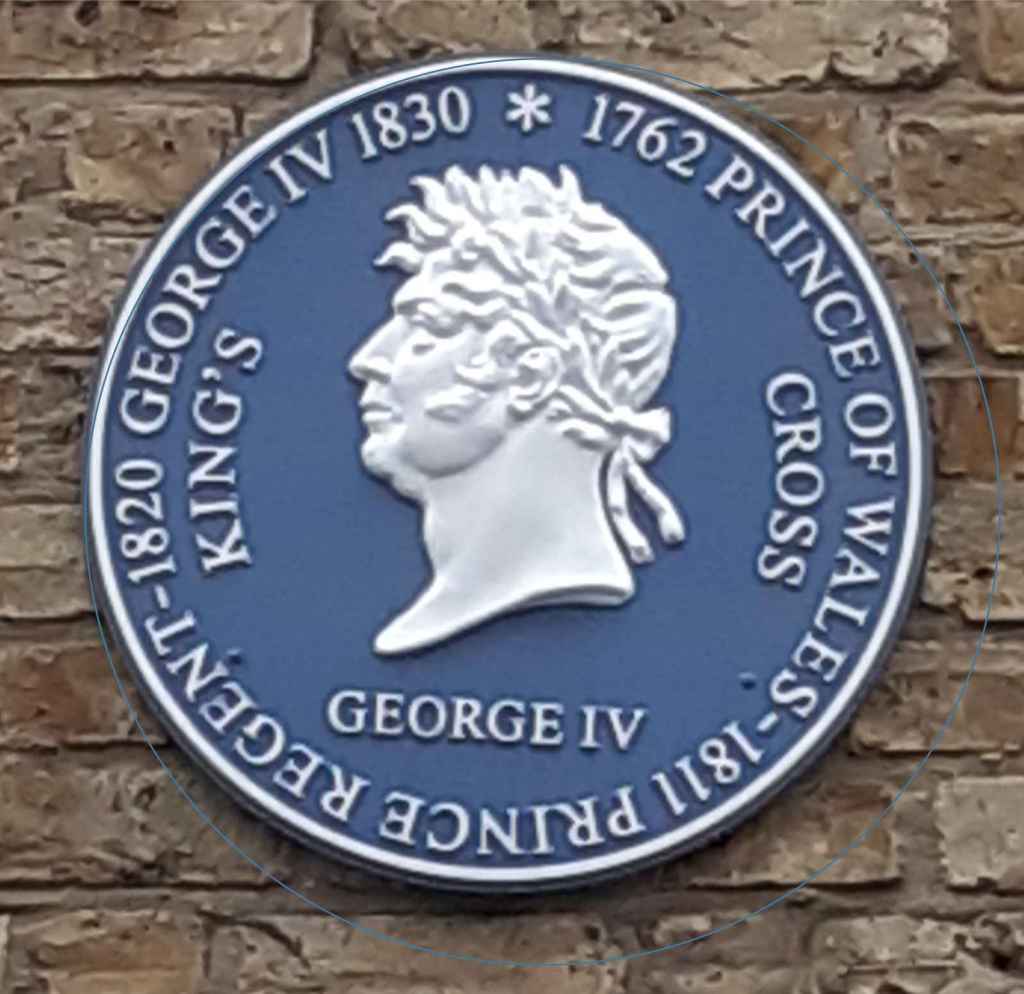 1762 PRINCE OF WALES-1811 PRINCE REGENT-1820 GEORGE IV 1830 *
KING'S
CROSS
GEORGE IV